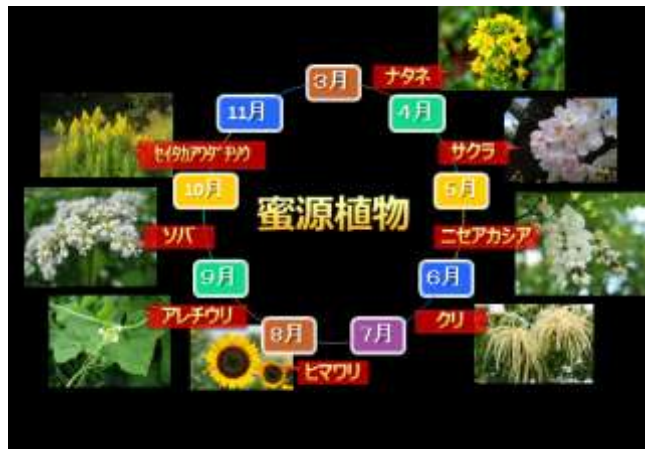 3月
ナタネ
4月
サクラ
5月
ニセアカシア
6月
クリ
7月
ヒマワリ
8月
アレチウリ
9月
ソバ
10月
セイタカアワダチソウ
11月
蜜源植物